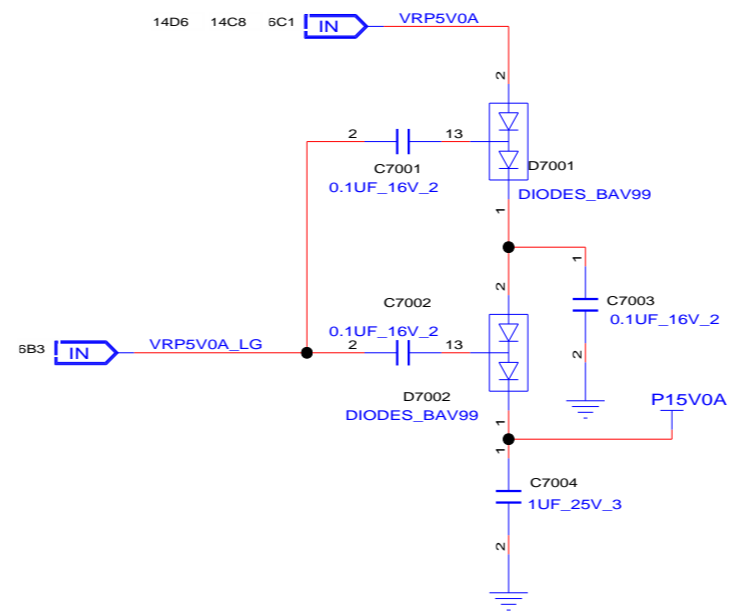 14D6 14C8 6C1 IN VRP5V0A
2
2 13
C7001 D7001
0.1UF_16V_2 DIODES_BAV99
1
1
2 C7003
C7002 0.1UF_16V_2
0.1UF_16V_2
6B3 IN VRP5V0A_LG 2 13
2
D7002 P15V0A
DIODES_BAV99
1
1
C7004
1UF_25V_3
2